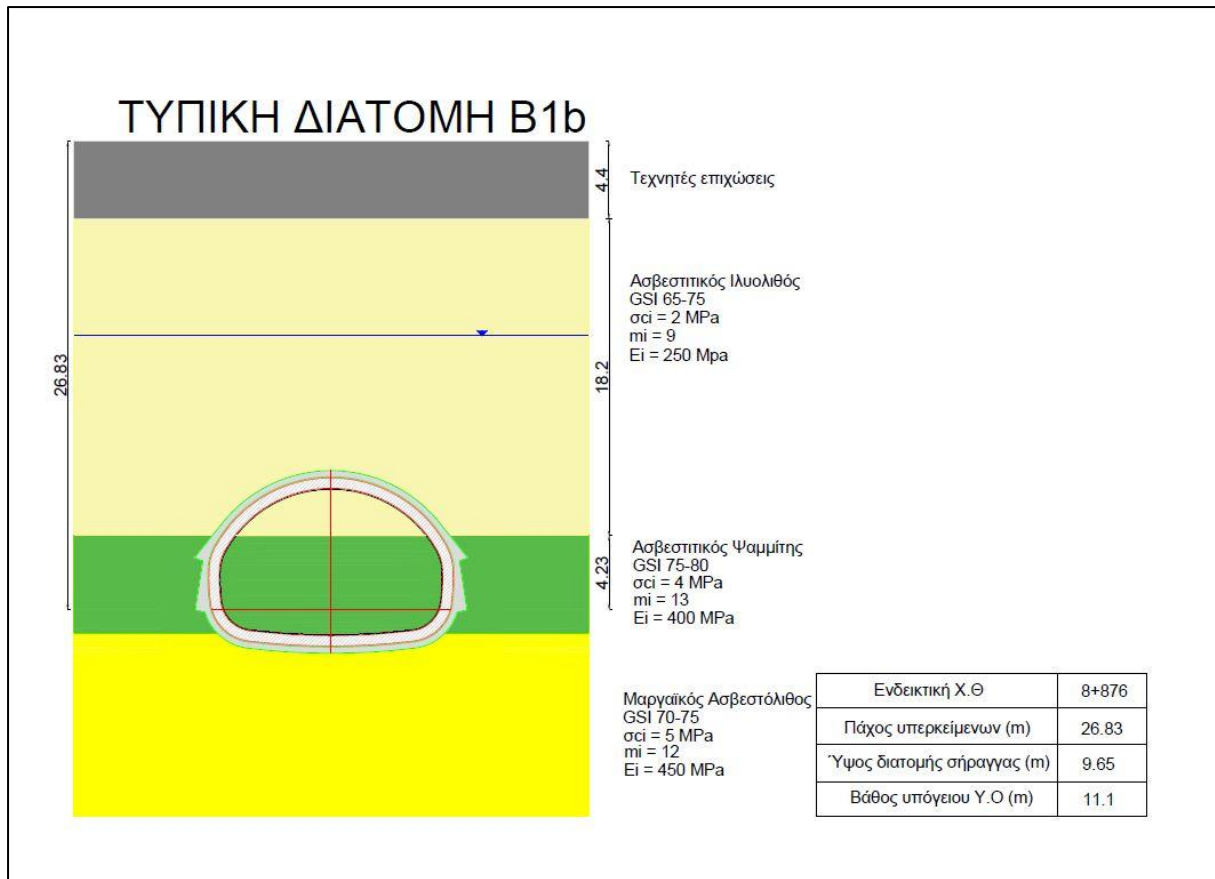 ΤΥΠΙΚΗ ΔΙΑΤΟΜΗ B1b
4.4
Τεχνητές επιχώσεις
26.83
18.2
Ασβεστιτικός Ιλυολιθός
GSI 65-75
σci = 2 MPa
mi = 9
Ei = 250 Mpa
4.23
Ασβεστιτικός Ψαμμίτης
GSI 75-80
σci = 4 MPa
mi = 13
Ei = 400 MPa
Μαργαϊκός Ασβεστόλιθος
GSI 70-75
σci = 5 MPa
mi = 12
Ei = 450 MPa
Ενδεικτική Χ.Θ 8+876
Πάχος υπερκείμενων (m) 26.83
Ύψος διατομής σήραγγας (m) 9.65
Βάθος υπόγειου Υ.Ο (m) 11.1